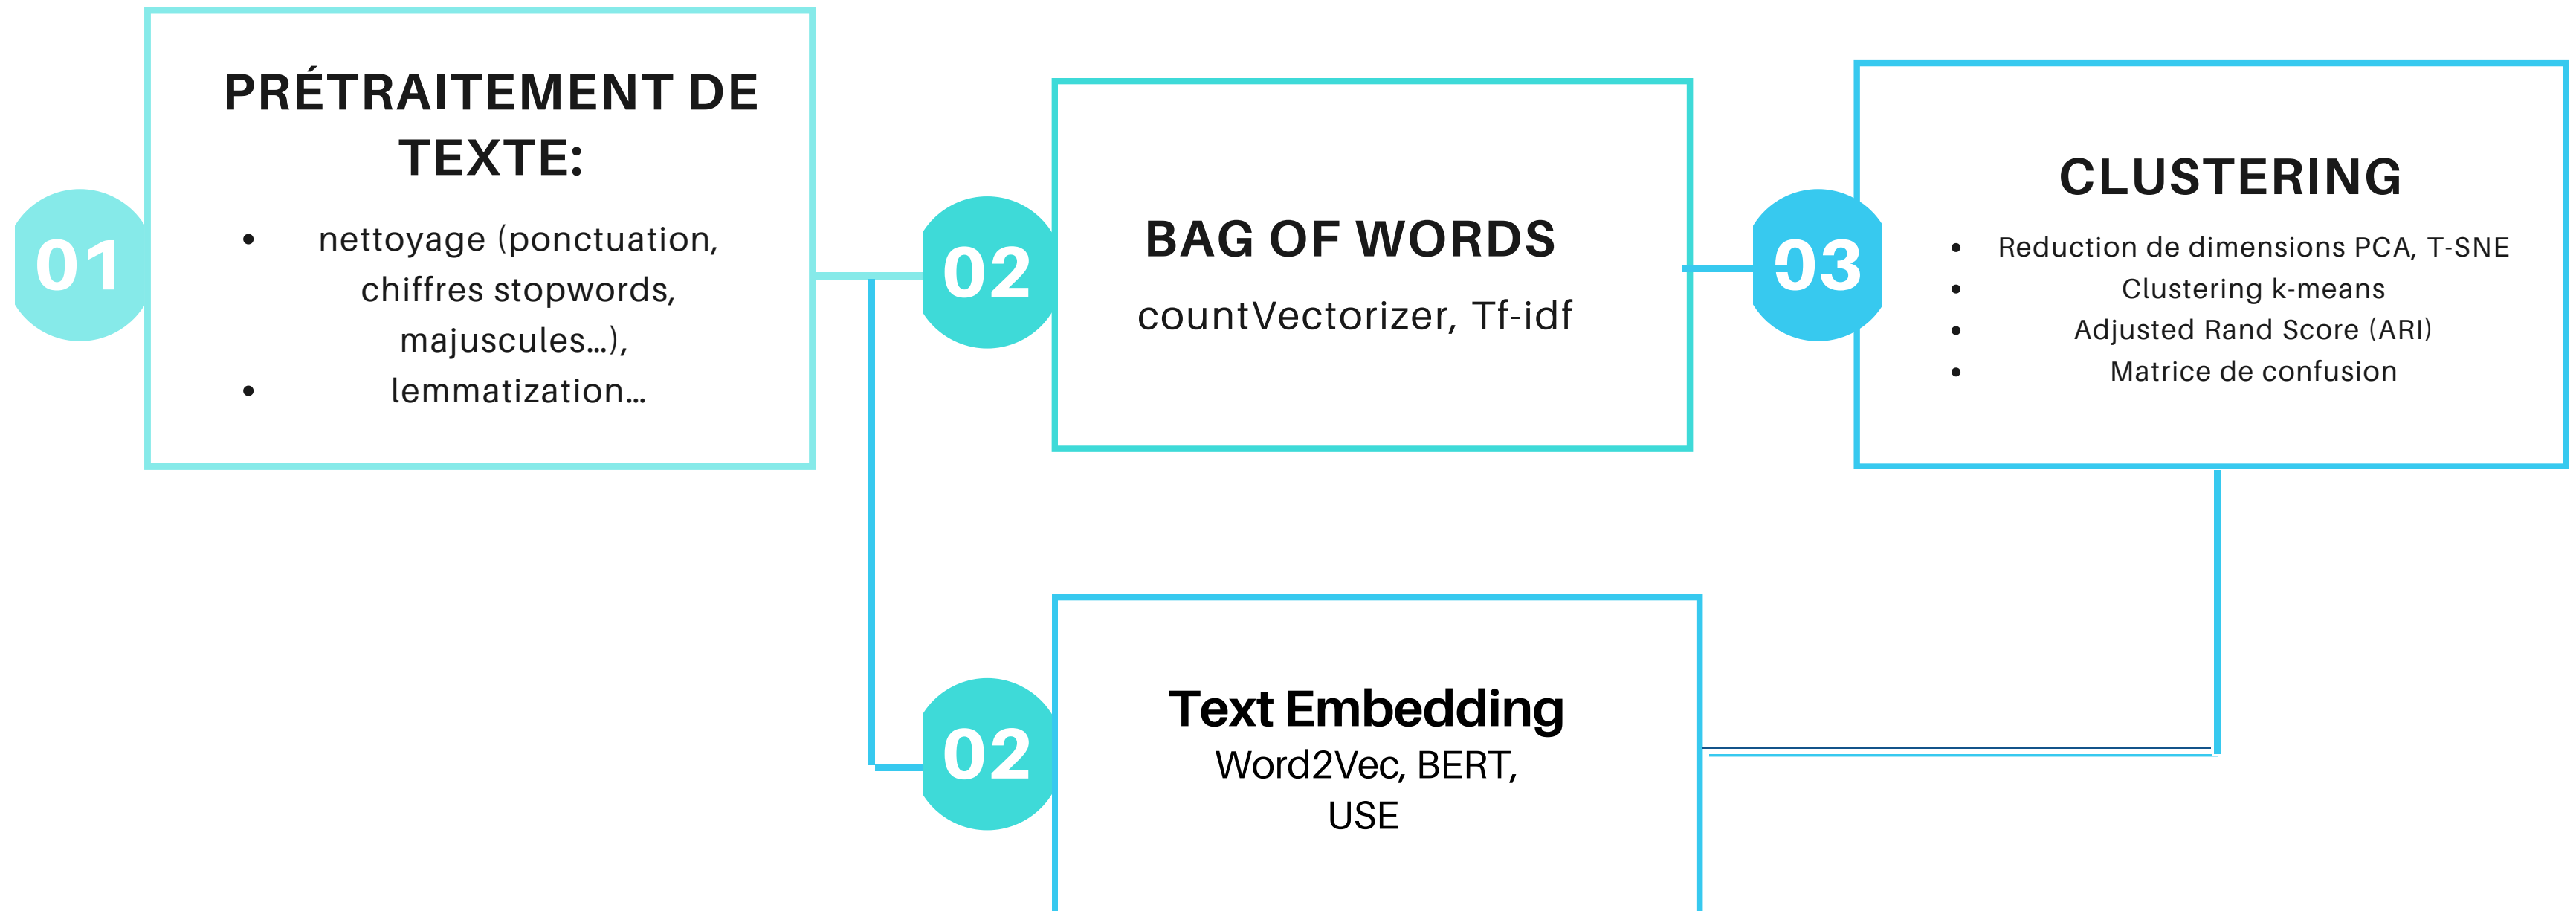 01
PRÉTRAITEMENT DE
TEXTE:
• nettoyage (ponctuation,
chiffres stopwords,
majuscules...),
• lemmatization...
02
BAG OF WORDS
countVectorizer, Tf-idf
03
CLUSTERING
• Reduction de dimensions PCA, T-SNE
• Clustering k-means
• Adjusted Rand Score (ARI)
• Matrice de confusion
02
Text Embedding
Word2Vec, BERT,
USE